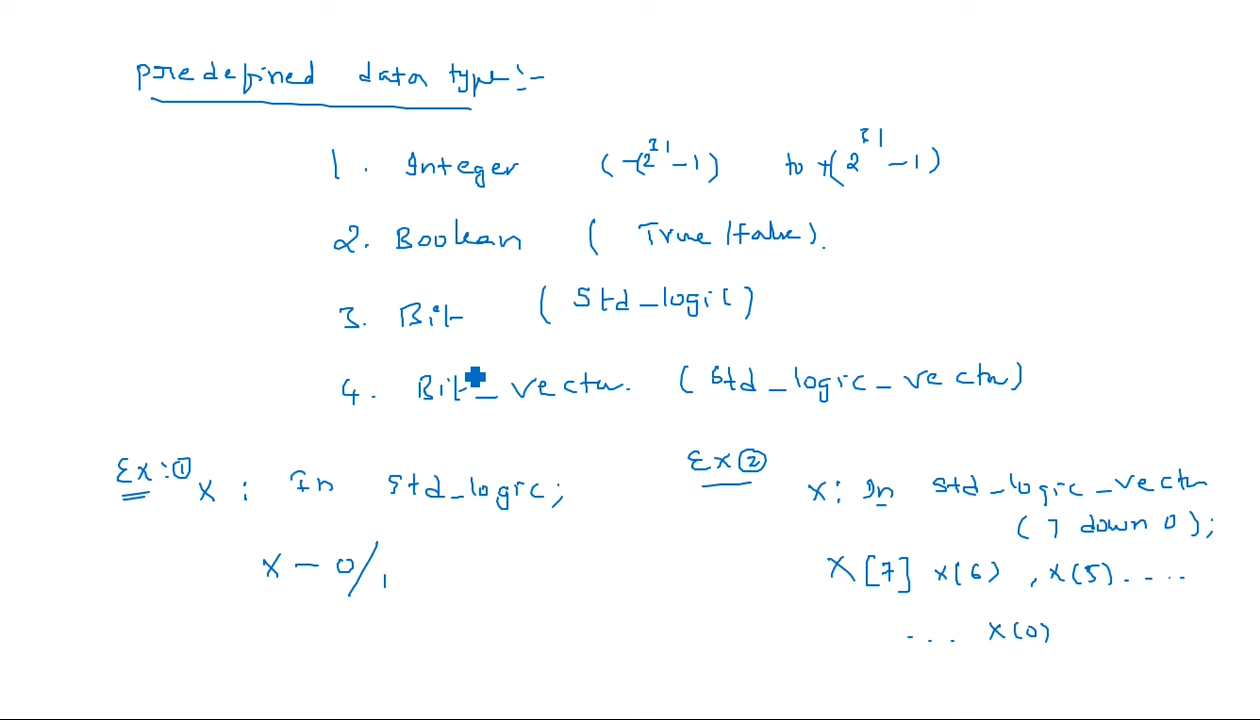 predefined data type :-
1. Integer (-(2^31 - 1) to +(2^31 - 1)
2. Boolean ( True/False).
3. Bit ( Std_logic)
4. Bit_vector. ( Std_logic_vector)
Ex:① X : In Std_logic;
X - 0/1
Ex② X: In Std_logic_vector
( 7 down 0 );
X[7] X(6) , X(5) . . . .
. . . X(0)